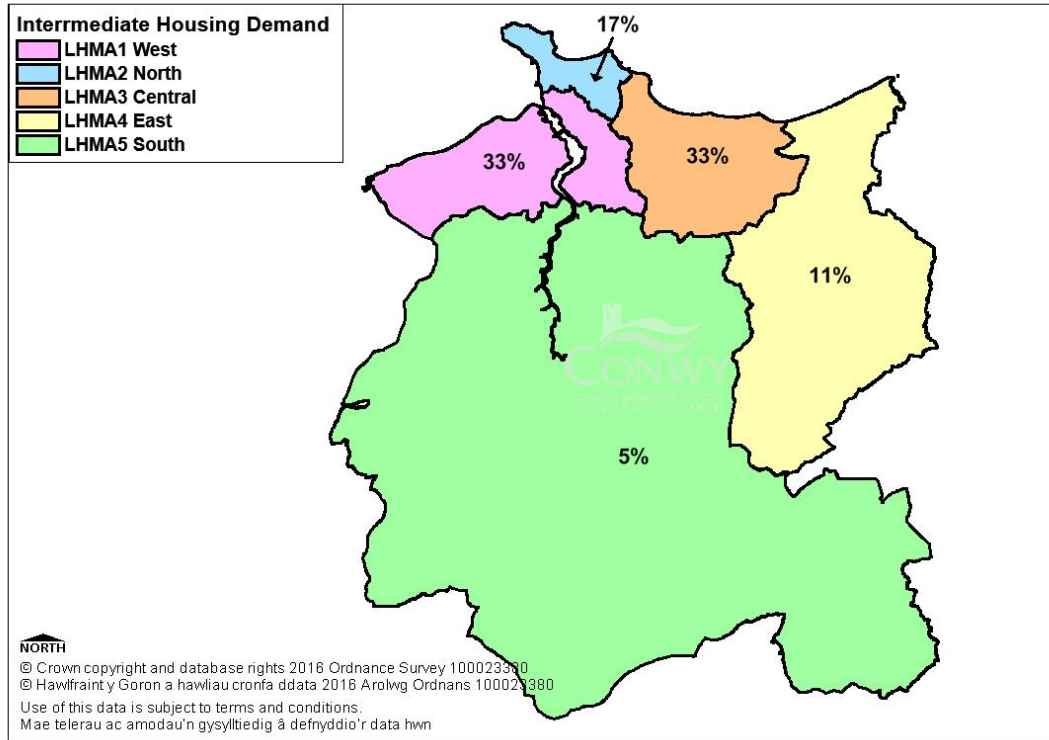 Interrmediate Housing Demand
LHMA1 West
LHMA2 North
LHMA3 Central
LHMA4 East
LHMA5 South
17%
33%
33%
11%
CONWY
5%
NORTH
© Crown copyright and database rights 2016 Ordnance Survey 100023380
© Hawlfraint y Goron a hawliau cronfa ddata 2016 Arolwg Ordnans 100023380
Use of this data is subject to terms and conditions.
Mae telerau ac amodau'n gysylltiedig â defnyddio'r data hwn